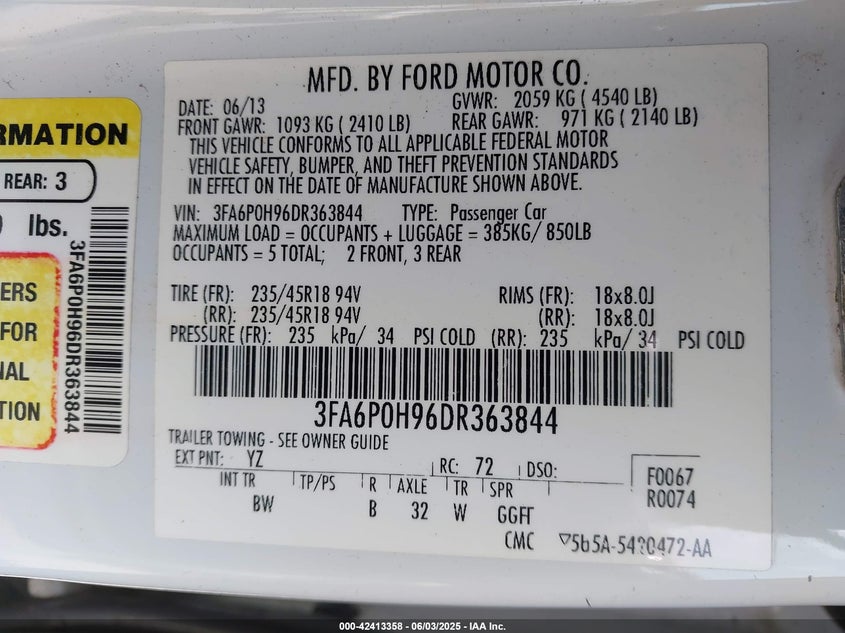 RMATION
REAR: 3
lbs.
ERS
FOR
NAL
TION
3FA6P0H96DR363844
MFD. BY FORD MOTOR CO.
DATE: 06/13 GVWR: 2059 KG ( 4540 LB)
FRONT GAWR: 1093 KG ( 2410 LB) REAR GAWR: 971 KG ( 2140 LB)
THIS VEHICLE CONFORMS TO ALL APPLICABLE FEDERAL MOTOR
VEHICLE SAFETY, BUMPER, AND THEFT PREVENTION STANDARDS
IN EFFECT ON THE DATE OF MANUFACTURE SHOWN ABOVE.
VIN: 3FA6P0H96DR363844 TYPE: Passenger Car
MAXIMUM LOAD = OCCUPANTS + LUGGAGE = 385KG/ 850LB
OCCUPANTS = 5 TOTAL; 2 FRONT, 3 REAR
TIRE (FR): 235/45R18 94V RIMS (FR): 18x8.0J
(RR): 235/45R18 94V (RR): 18x8.0J
PRESSURE (FR): 235 kPa/ 34 PSI COLD (RR): 235 kPa/ 34 PSI COLD
3FA6P0H96DR363844
TRAILER TOWING - SEE OWNER GUIDE
EXT PNT: YZ RC: 72 DSO: F0067
INT TR TP/PS R AXLE TR SPR R0074
BW B 32 W GGFT
CMC
000-42413358 - 06/03/2025 - IAA Inc.